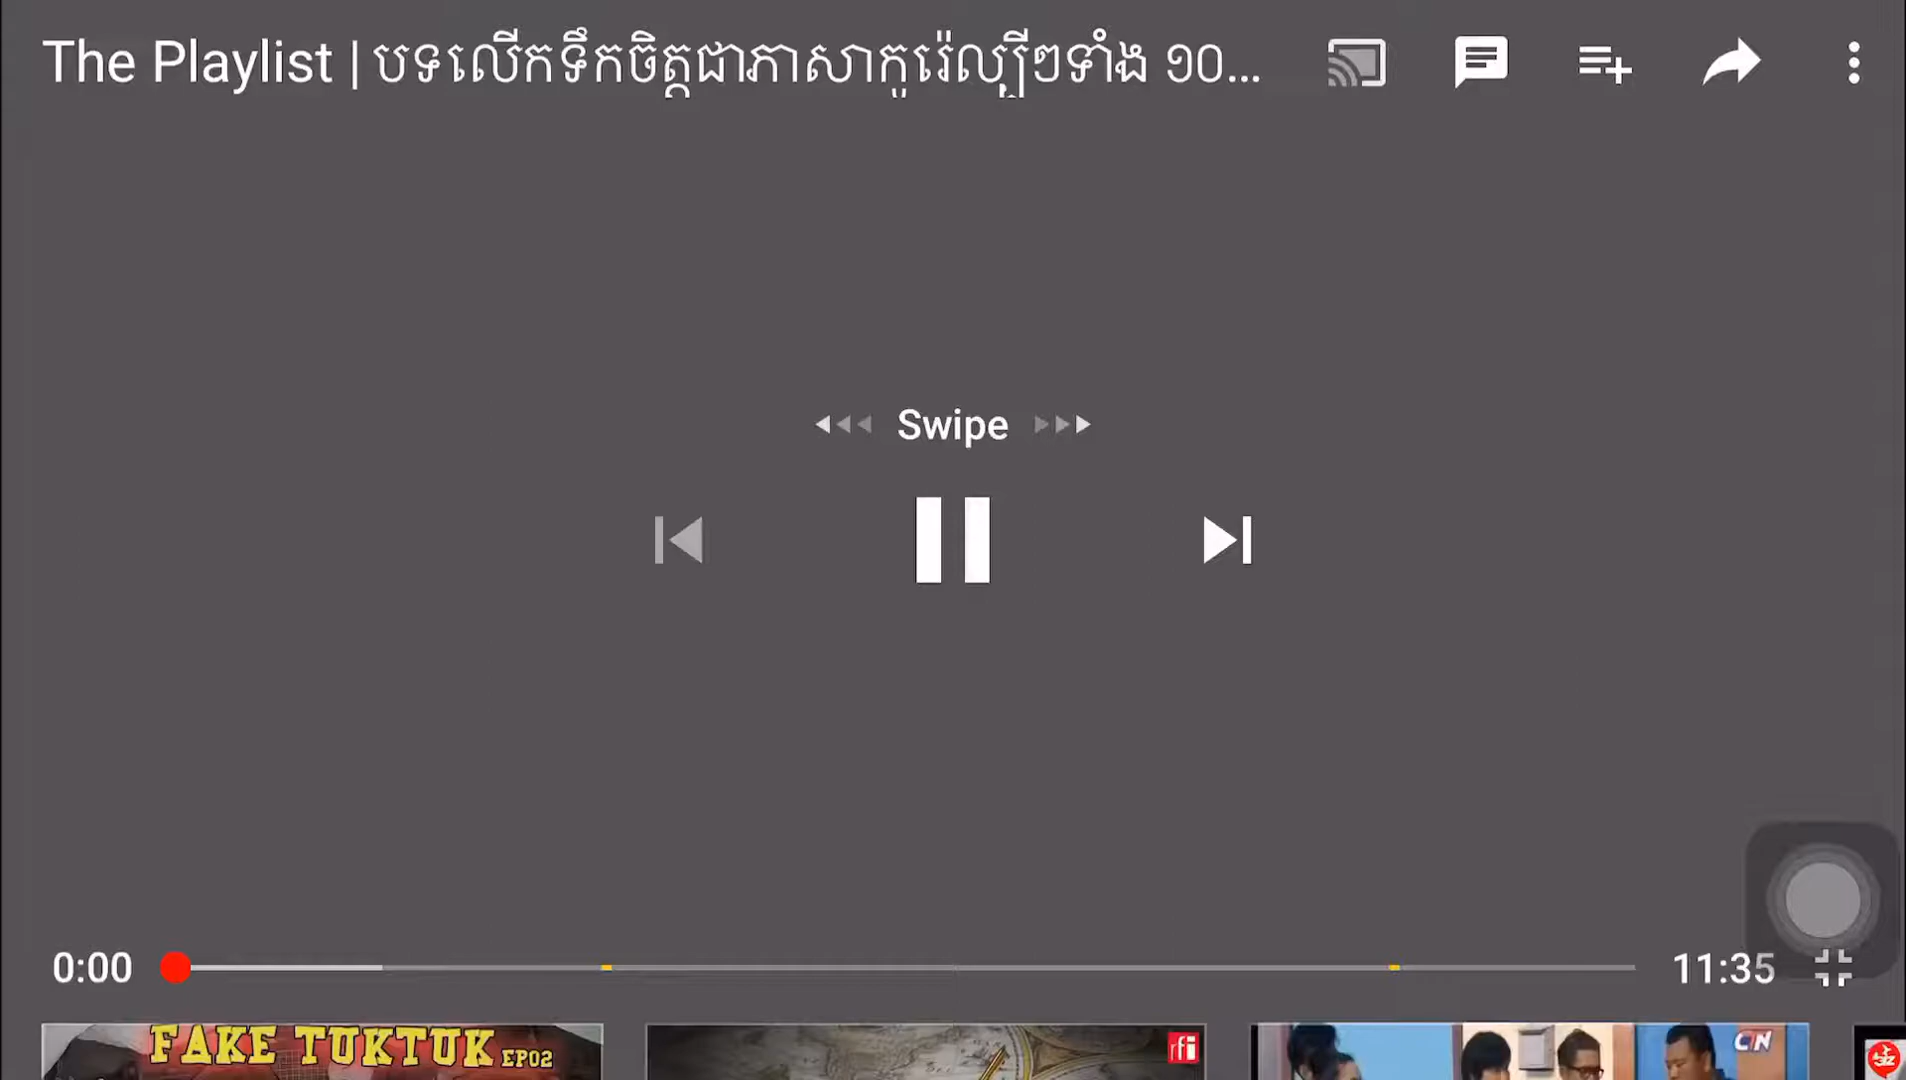 The Playlist | បទលើកទឹកចិត្តជាភាសាកូរ៉េល្បីៗទាំង ១០...
Swipe
0:00
11:35
FAKE TUKTUK EP02
rfi
CTN